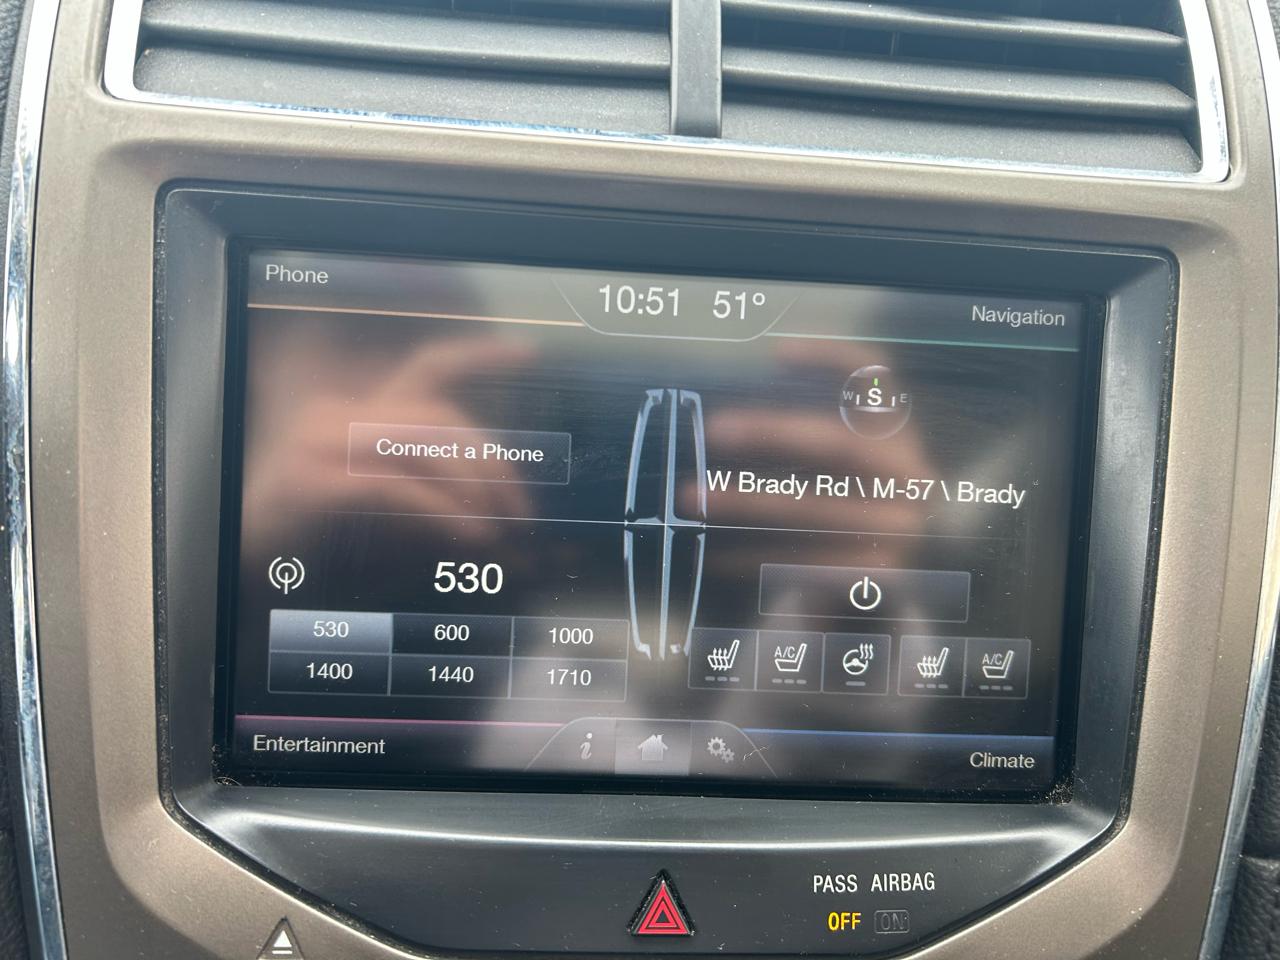 Phone
10:51 51°
Navigation
W S E
Connect a Phone
W Brady Rd \ M-57 \ Brady
530
530 600 1000
1400 1440 1710
A/C
A/C
Entertainment
i
Climate
PASS AIRBAG
OFF ON